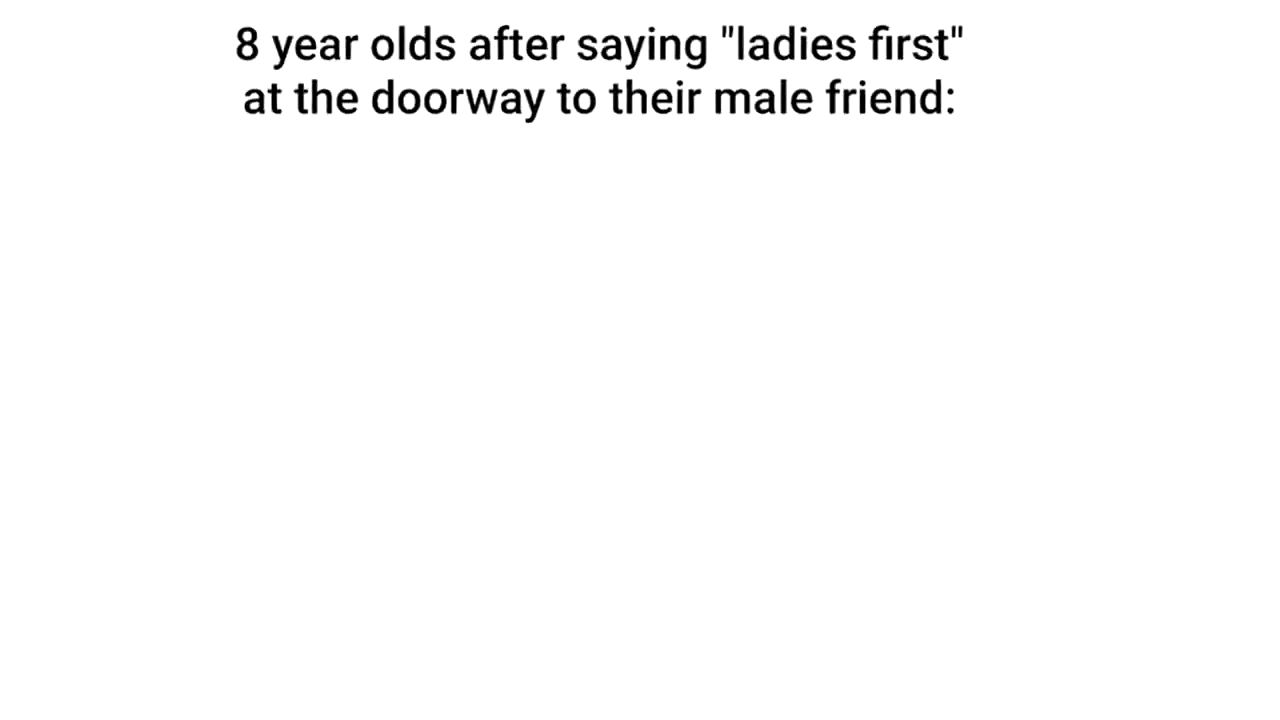 8 year olds after saying "ladies first"
at the doorway to their male friend: